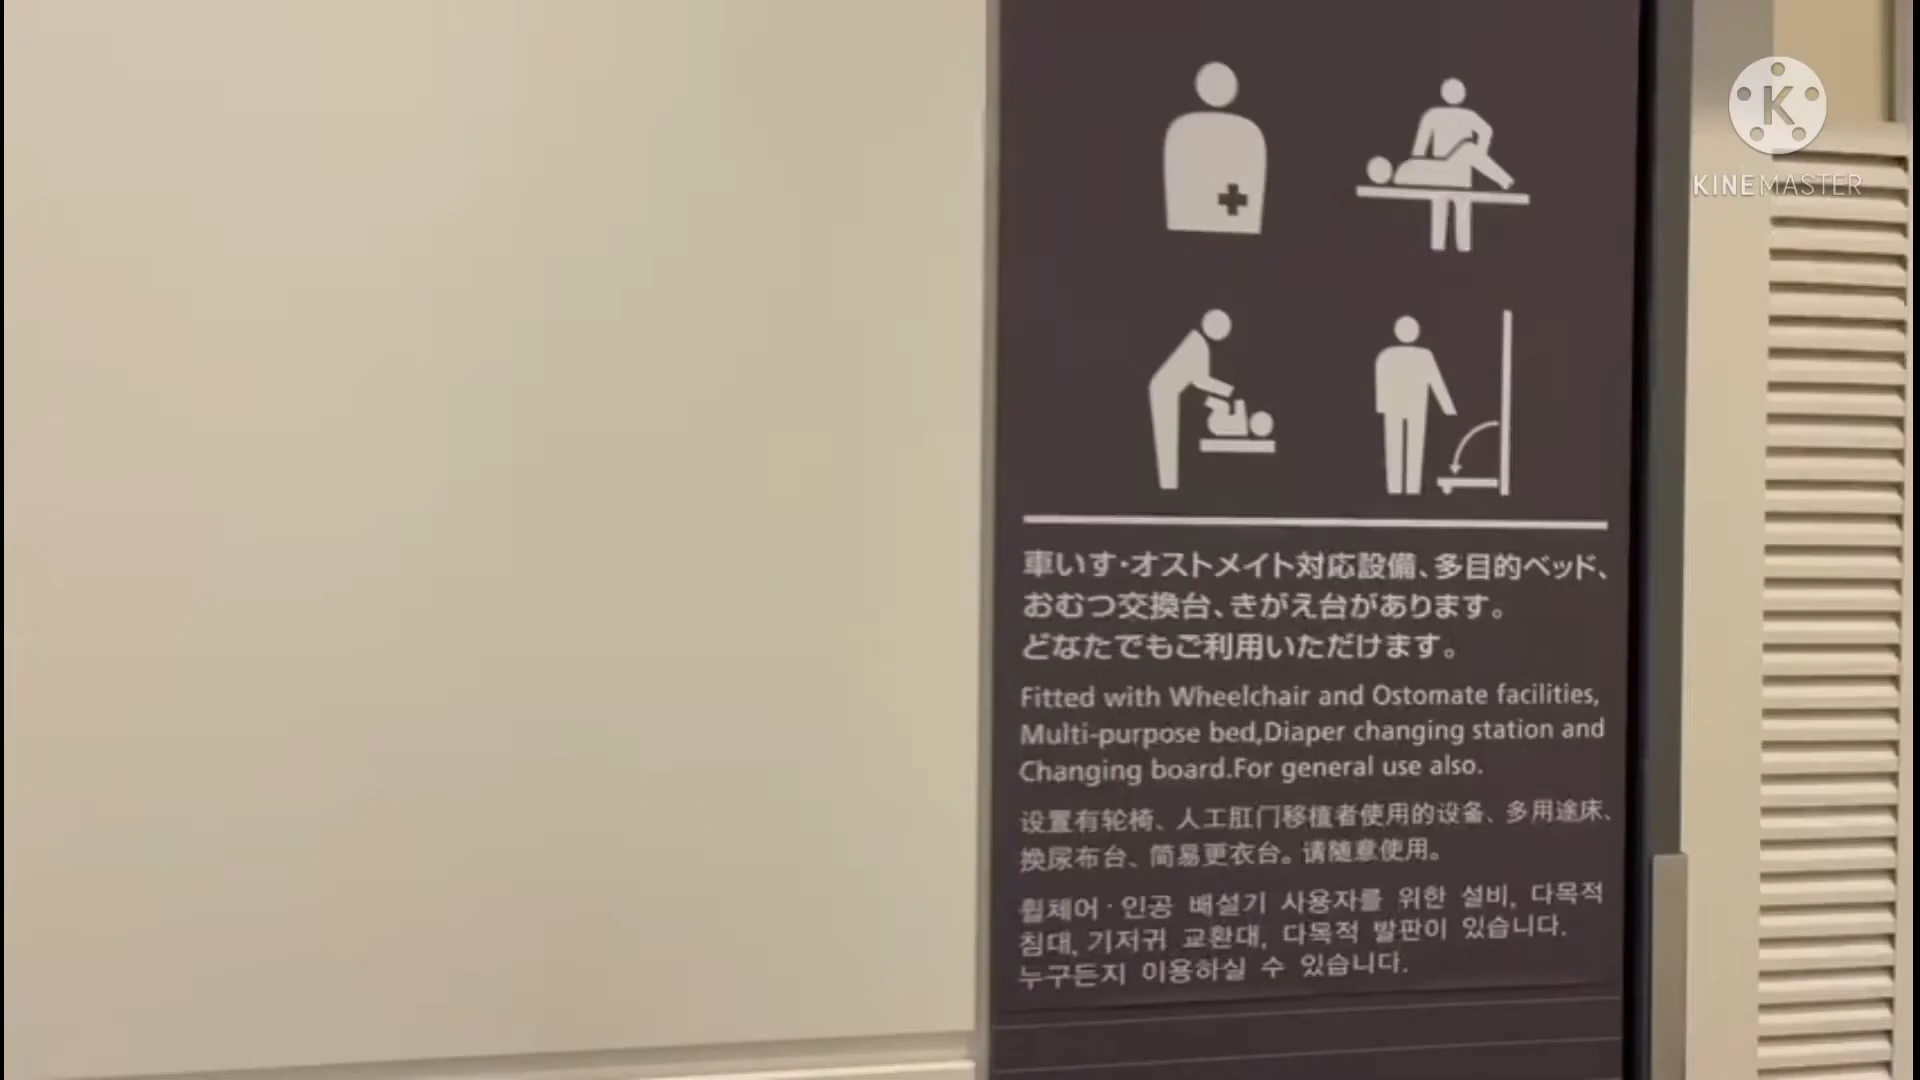 K
KINEMASTER
車いす・オストメイト対応設備、多目的ベッド、
おむつ交換台、きがえ台があります。
どなたでもご利用いただけます。
Fitted with Wheelchair and Ostomate facilities,
Multi-purpose bed,Diaper changing station and
Changing board.For general use also.
设置有轮椅、人工肛门移植者使用的设备、多用途床、
换尿布台、简易更衣台。请随意使用。
휠체어·인공 배설기 사용자를 위한 설비, 다목적
침대, 기저귀 교환대, 다목적 발판이 있습니다.
누구든지 이용하실 수 있습니다.